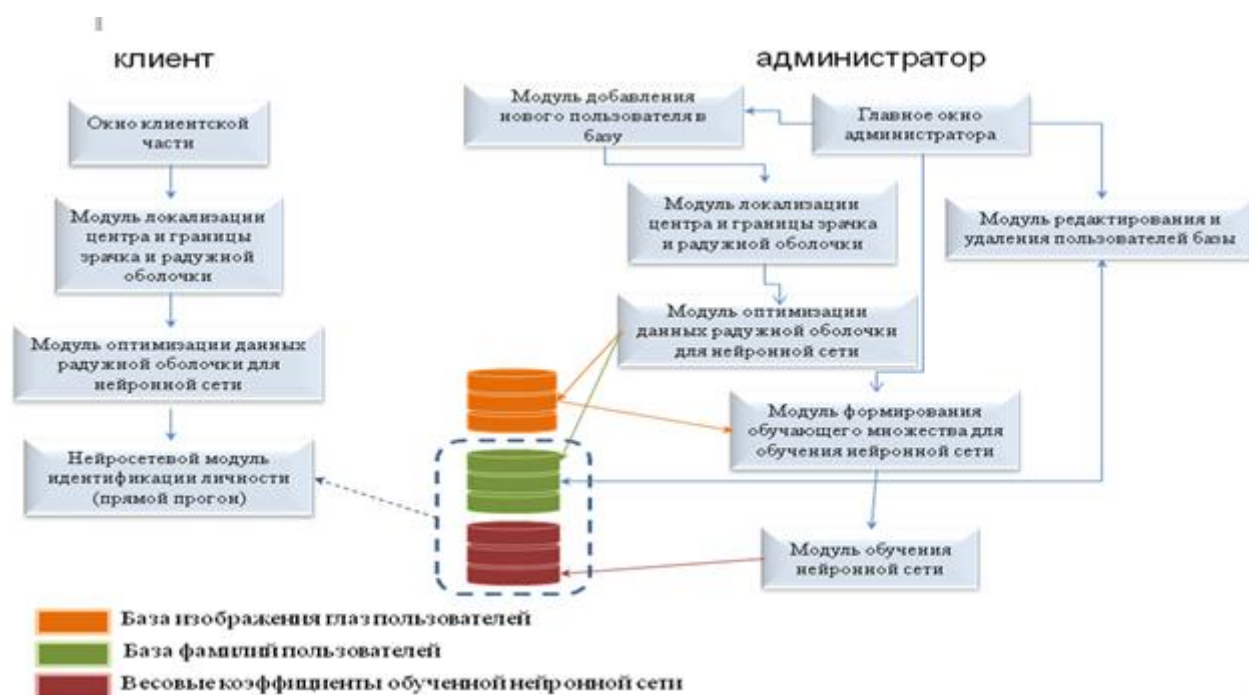 клиент
администратор
Окно клиентской
части
Модуль локализации
центра и границы
зрачка и радужной
оболочки
Модуль оптимизации данных
радужной оболочки для
нейронной сети
Нейросетевой модуль
идентификации личности
(прямой прогон)
Модуль добавления
нового пользователя в
базу
Главное окно
администратора
Модуль локализации
центра и границы зрачка
и радужной оболочки
Модуль редактирования и
удаления пользователей базы
Модуль оптимизации
данных радужной оболочки
для нейронной сети
Модуль формирования
обучающего множества для
обучения нейронной сети
Модуль обучения
нейронной сети
База изображения глаз пользователей
База фамилий пользователей
Весовые коэффициенты обученной нейронной сети